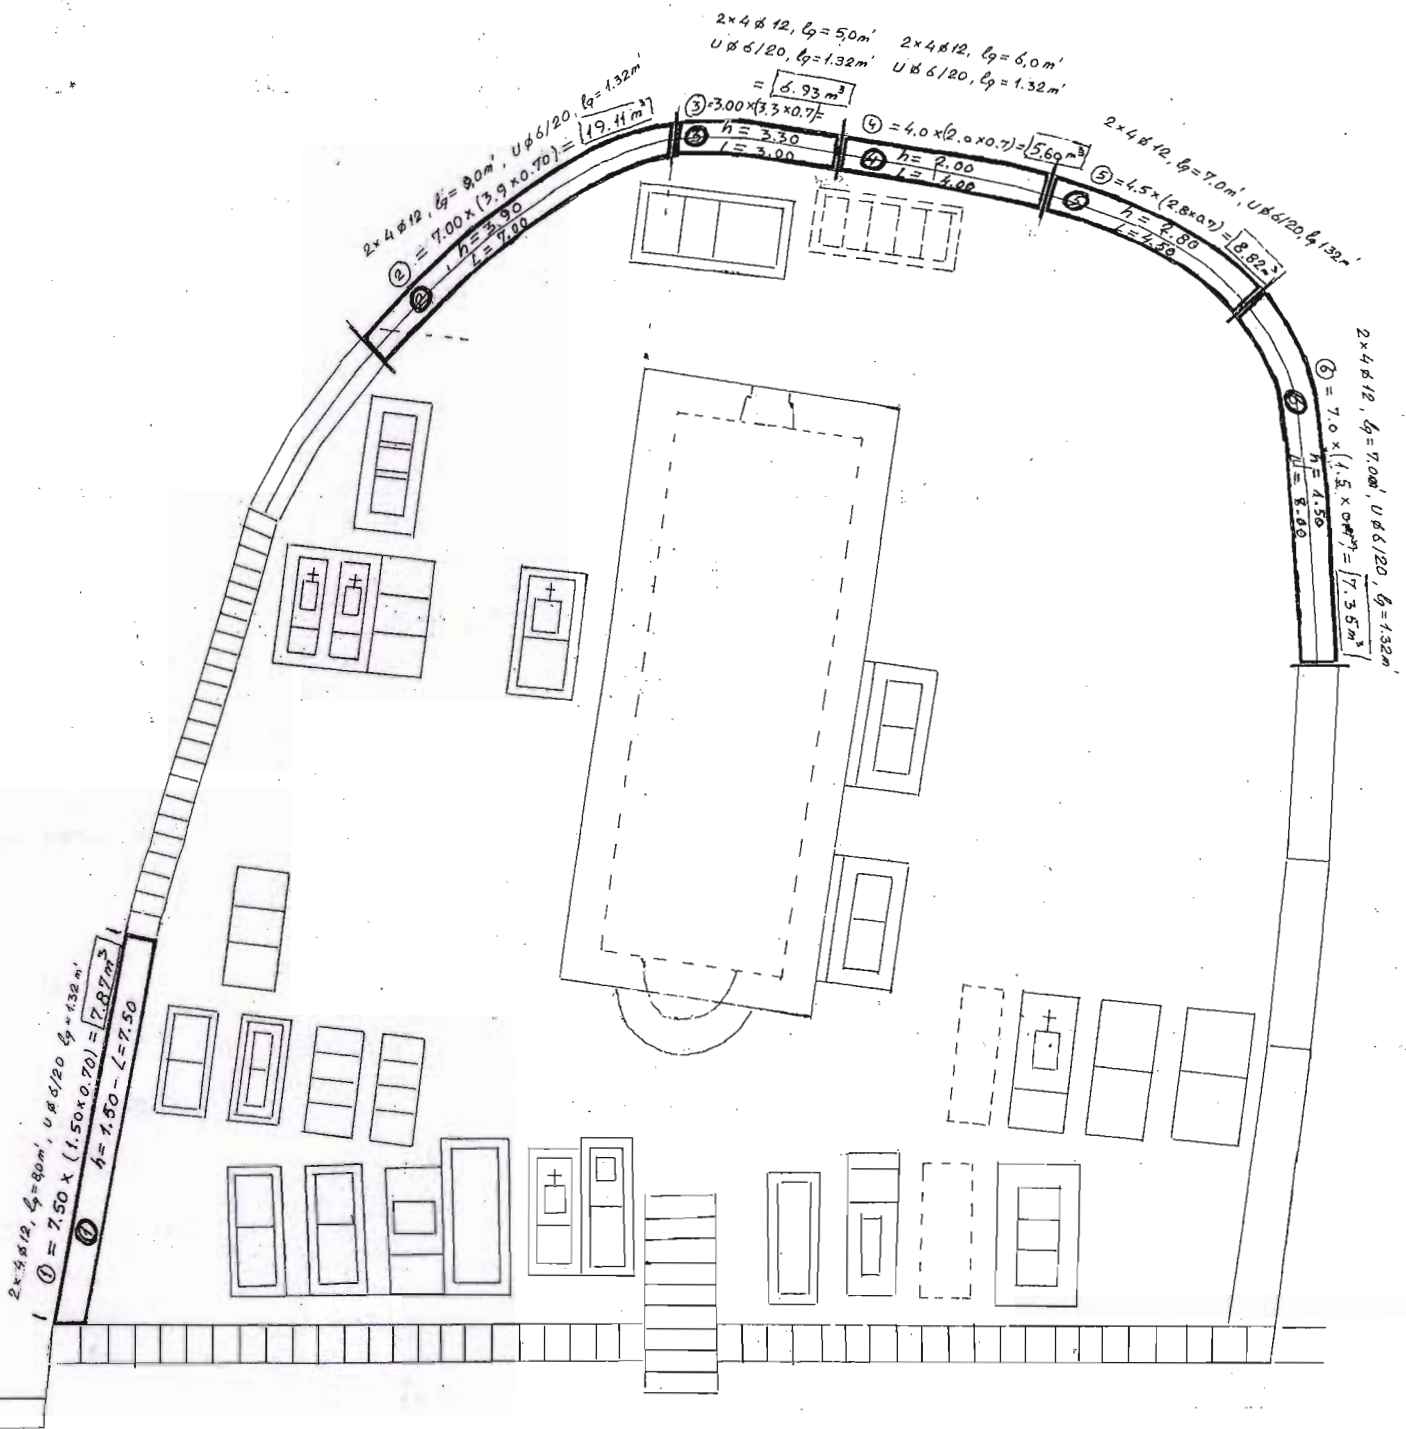 2×4ø12, lg=5,0m'
Uø6/20, lg=1.32m'
2×4ø12, lg=6,0m'
Uø6/20, lg=1.32m'
= 6.93 m³
③=3.00×(3.3×0.7)=
③
h= 3.30
l= 3.00
④=4.0×(2.0×0.7)=5.60 m³
④
h= 2.00
L= 4.00
2×4ø12, lg=7.0m', Uø6/20, lg 1.32m'
⑤=4.5×(2.8×0.7)=8.82m³
⑤
h= 2.80
L=4.50
2×4ø12, lg=9,0m', Uø6/20, lg=1.32m'
② = 7.00×(3.9×0.70)=19.11m³
②
h=3.90
L=7.00
2×4ø12, lg=7.00m', Uø6/20, lg=1.32m'
⑥ = 7.0×(1.5× = 7.35m³
h= 1.50
L= 8.00
2×4ø12, lg=8,0m', Uø6/20 lg=1.32m'
① = 7.50×(1.50×0.70)=7.87m³
①
h=1.50 - L=7.50